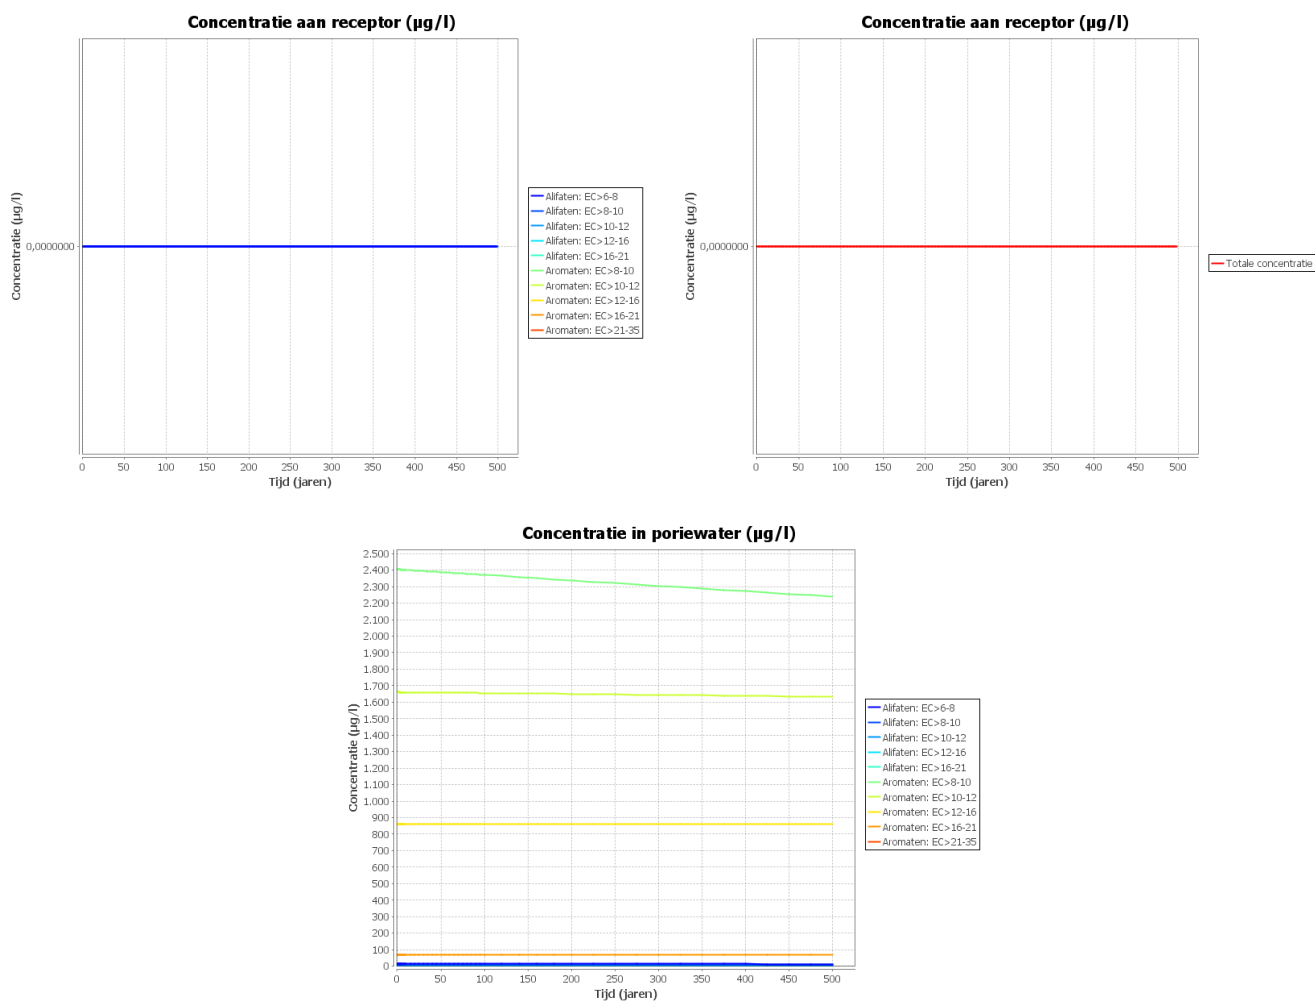 Concentratie aan receptor (µg/l)
Concentratie (µg/l)
0,0000000
0 50 100 150 200 250 300 350 400 450 500
Tijd (jaren)
Alifaten: EC>6-8
Alifaten: EC>8-10
Alifaten: EC>10-12
Alifaten: EC>12-16
Alifaten: EC>16-21
Aromaten: EC>8-10
Aromaten: EC>10-12
Aromaten: EC>12-16
Aromaten: EC>16-21
Aromaten: EC>21-35
Concentratie aan receptor (µg/l)
Concentratie (µg/l)
0,0000000
0 50 100 150 200 250 300 350 400 450 500
Tijd (jaren)
Totale concentratie
Concentratie in poriewater (µg/l)
Concentratie (µg/l)
2.500
2.400
2.300
2.200
2.100
2.000
1.900
1.800
1.700
1.600
1.500
1.400
1.300
1.200
1.100
1.000
900
800
700
600
500
400
300
200
100
0
0 50 100 150 200 250 300 350 400 450 500
Tijd (jaren)
Alifaten: EC>6-8
Alifaten: EC>8-10
Alifaten: EC>10-12
Alifaten: EC>12-16
Alifaten: EC>16-21
Aromaten: EC>8-10
Aromaten: EC>10-12
Aromaten: EC>12-16
Aromaten: EC>16-21
Aromaten: EC>21-35